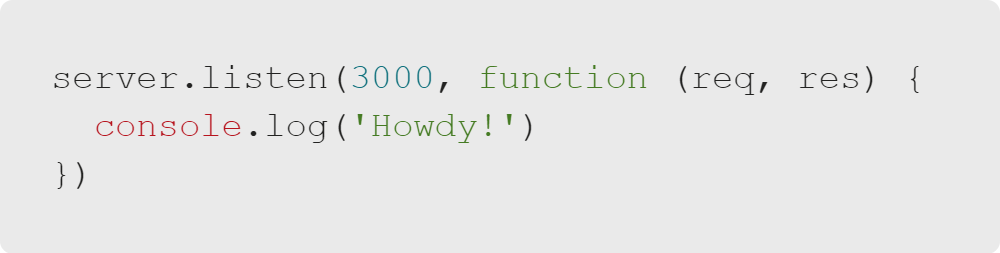 server.listen(3000, function (req, res) {
  console.log('Howdy!')
})